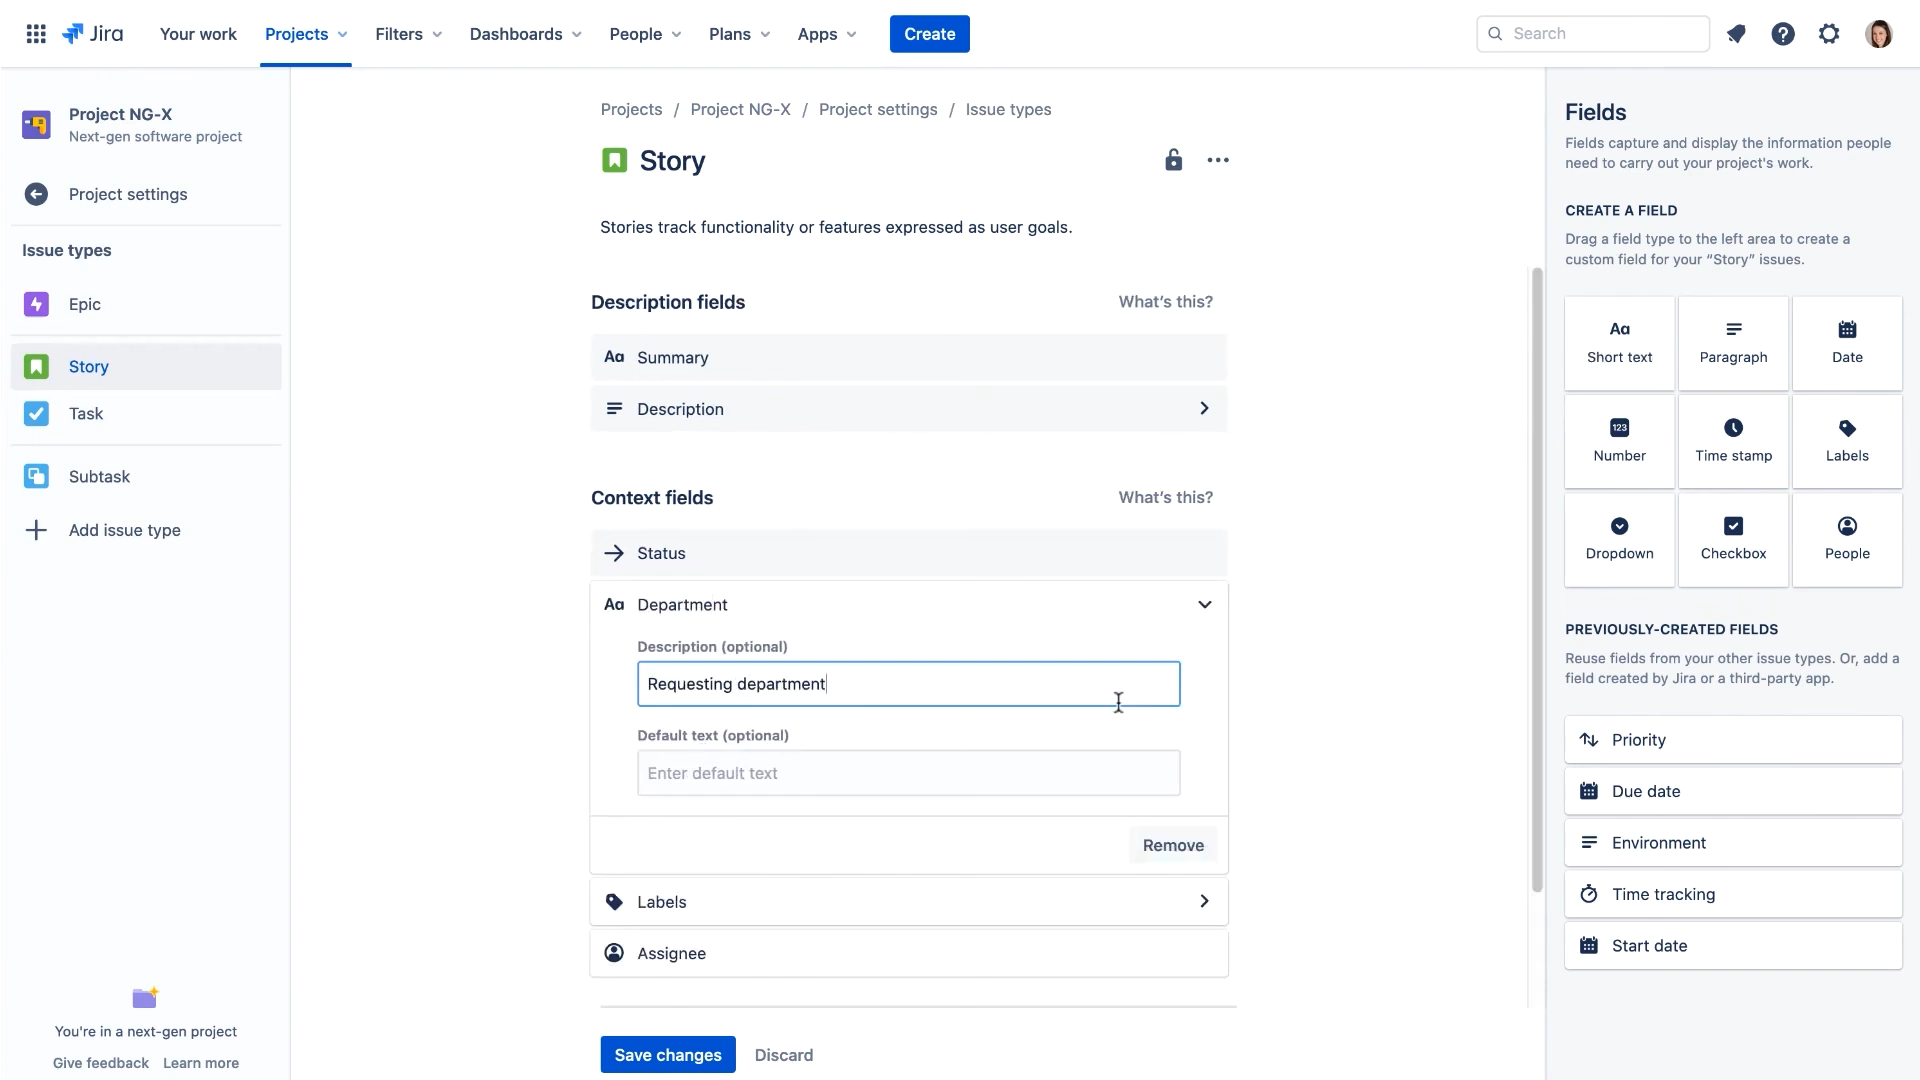 Jira
Your work
Projects
Filters
Dashboards
People
Plans
Apps
Create
Search
Project NG-X
Next-gen software project
Project settings
Issue types
Epic
Story
Task
Subtask
Add issue type
You're in a next-gen project
Give feedback
Learn more
Projects / Project NG-X / Project settings / Issue types
Story
Stories track functionality or features expressed as user goals.
Description fields
What's this?
Aa Summary
Description
Context fields
What's this?
Status
Aa Department
Description (optional)
Requesting department
Default text (optional)
Enter default text
Remove
Labels
Assignee
Save changes
Discard
Fields
Fields capture and display the information people
need to carry out your project's work.
CREATE A FIELD
Drag a field type to the left area to create a
custom field for your “Story” issues.
Aa
Short text
Paragraph
Date
123
Number
Time stamp
Labels
Dropdown
Checkbox
People
PREVIOUSLY-CREATED FIELDS
Reuse fields from your other issue types. Or, add a
field created by Jira or a third-party app.
Priority
Due date
Environment
Time tracking
Start date